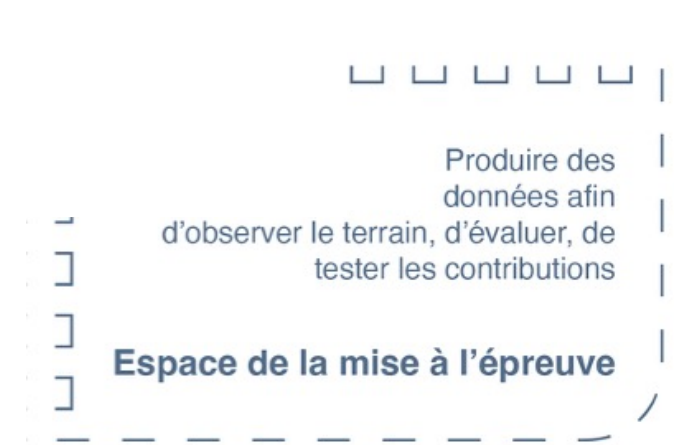 Produire des
données afin
d'observer le terrain, d'évaluer, de
tester les contributions
Espace de la mise à l'épreuve